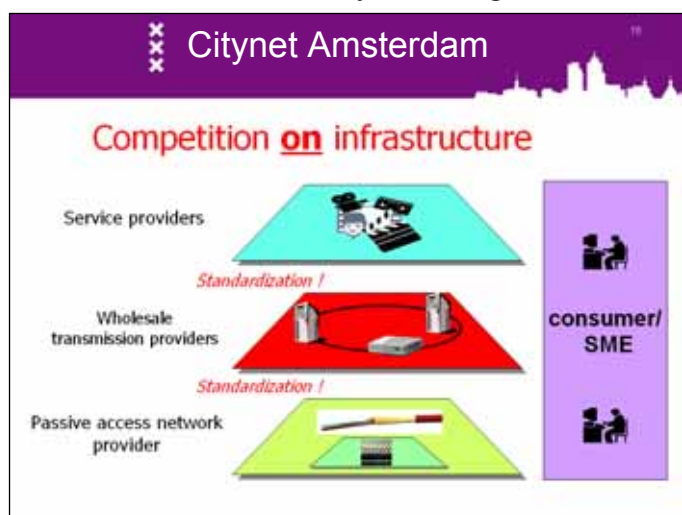 Citynet Amsterdam
Competition on infrastructure
Service providers
Standardization !
Wholesale
transmission providers
Standardization !
Passive access network
provider
consumer/
SME